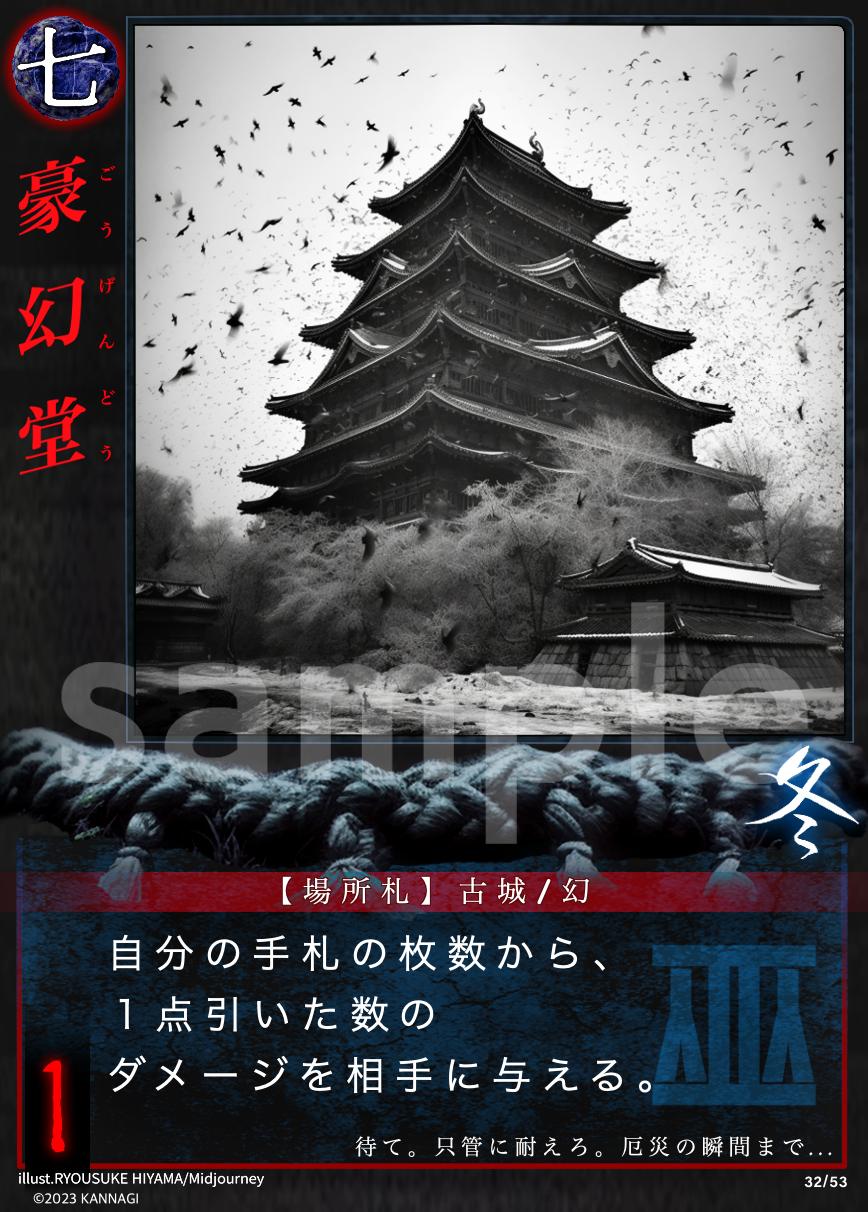 七
豪幻堂
ごうげんどう
sample
冬
【場所札】古城/幻
自分の手札の枚数から、
１点引いた数の
ダメージを相手に与える。
1
待て。只管に耐えろ。厄災の瞬間まで…
illust.RYOUSUKE HIYAMA/Midjourney
32/53
©2023 KANNAGI